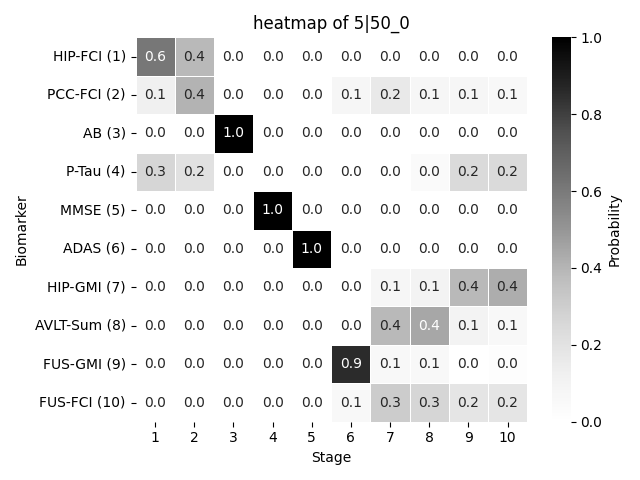 heatmap of 5|50_0
HIP-FCI (1) 0.6 0.4 0.0 0.0 0.0 0.0 0.0 0.0 0.0 0.0
PCC-FCI (2) 0.1 0.4 0.0 0.0 0.0 0.1 0.2 0.1 0.1 0.1
AB (3) 0.0 0.0 1.0 0.0 0.0 0.0 0.0 0.0 0.0 0.0
P-Tau (4) 0.3 0.2 0.0 0.0 0.0 0.0 0.0 0.0 0.2 0.2
MMSE (5) 0.0 0.0 0.0 1.0 0.0 0.0 0.0 0.0 0.0 0.0
ADAS (6) 0.0 0.0 0.0 0.0 1.0 0.0 0.0 0.0 0.0 0.0
HIP-GMI (7) 0.0 0.0 0.0 0.0 0.0 0.0 0.1 0.1 0.4 0.4
AVLT-Sum (8) 0.0 0.0 0.0 0.0 0.0 0.0 0.4 0.4 0.1 0.1
FUS-GMI (9) 0.0 0.0 0.0 0.0 0.0 0.9 0.1 0.1 0.0 0.0
FUS-FCI (10) 0.0 0.0 0.0 0.0 0.0 0.1 0.3 0.3 0.2 0.2
1 2 3 4 5 6 7 8 9 10
Stage
Biomarker
1.0
0.8
0.6
0.4
0.2
0.0
Probability